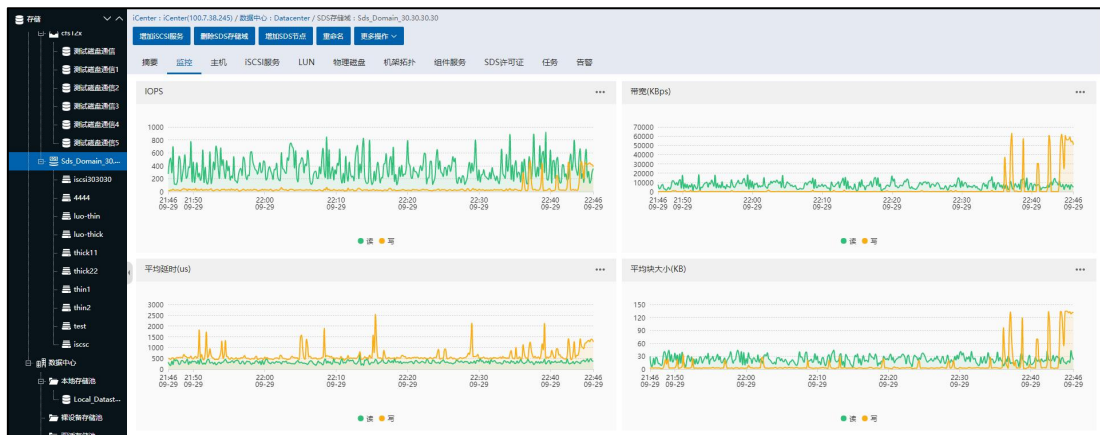 存储
cfs12x
测试磁盘通信
测试磁盘通信1
测试磁盘通信2
测试磁盘通信3
测试磁盘通信4
测试磁盘通信5
Sds_Domain_30....
iscsi303030
4444
luo-thin
luo-thick
thick11
thick22
thin1
thin2
test
iscsc
数据中心
本地存储池
Local_Datast...
裸设备存储池
iCenter : iCenter(100.7.38.245) / 数据中心 : Datacenter / SDS存储域 : Sds_Domain_30.30.30.30
增加iSCSI服务 删除SDS存储域 增加SDS节点 重命名 更多操作
摘要 监控 主机 iSCSI服务 LUN 物理磁盘 机架拓扑 组件服务 SDS许可证 任务 告警
IOPS
1000
800
600
400
200
0
21:46 21:50 22:00 22:10 22:20 22:30 22:40 22:46
09-29 09-29 09-29 09-29 09-29 09-29 09-29 09-29
读 写
带宽(KBps)
70000
60000
50000
40000
30000
20000
10000
0
21:46 21:50 22:00 22:10 22:20 22:30 22:40 22:46
09-29 09-29 09-29 09-29 09-29 09-29 09-29 09-29
读 写
平均延时(us)
3000
2500
2000
1500
1000
500
0
21:46 21:50 22:00 22:10 22:20 22:30 22:40 22:46
09-29 09-29 09-29 09-29 09-29 09-29 09-29 09-29
读 写
平均块大小(KB)
150
120
90
60
30
0
21:46 21:50 22:00 22:10 22:20 22:30 22:40 22:46
09-29 09-29 09-29 09-29 09-29 09-29 09-29 09-29
读 写